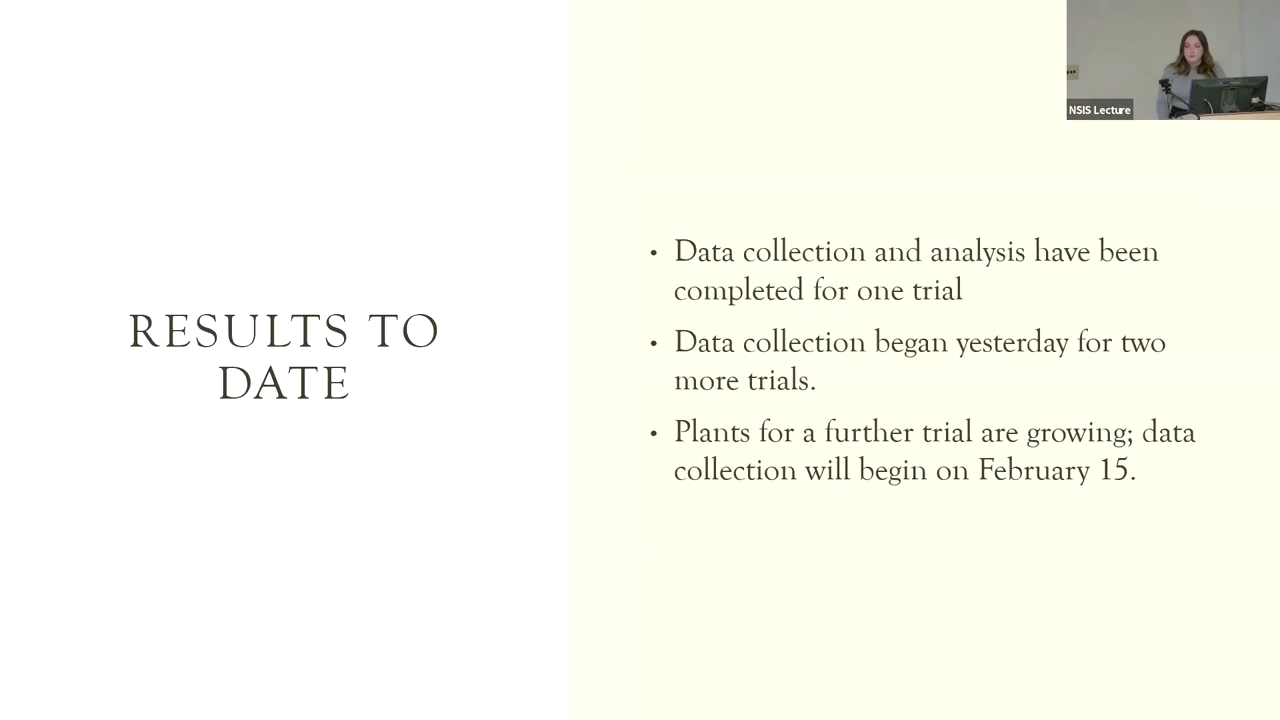 NSIS Lecture
RESULTS TO
DATE
• Data collection and analysis have been
completed for one trial
• Data collection began yesterday for two
more trials.
• Plants for a further trial are growing; data
collection will begin on February 15.